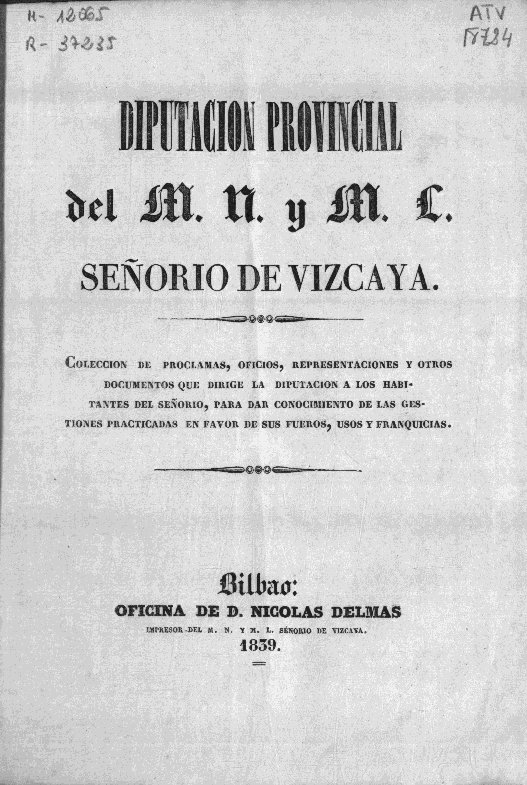 M- 12065
R- 37235
ATV
DIPUTACION PROVINCIAL
del M. N. y M. L.
SEÑORIO DE VIZCAYA.
COLECCION DE PROCLAMAS, OFICIOS, REPRESENTACIONES Y OTROS
DOCUMENTOS QUE DIRIGE LA DIPUTACION A LOS HABI-
TANTES DEL SEÑORIO, PARA DAR CONOCIMIENTO DE LAS GES-
TIONES PRACTICADAS EN FAVOR DE SUS FUEROS, USOS Y FRANQUICIAS.
Bilbao:
OFICINA DE D. NICOLAS DELMAS
IMPRESOR DEL M. N. Y M. L. SEÑORIO DE VIZCAYA.
1839.